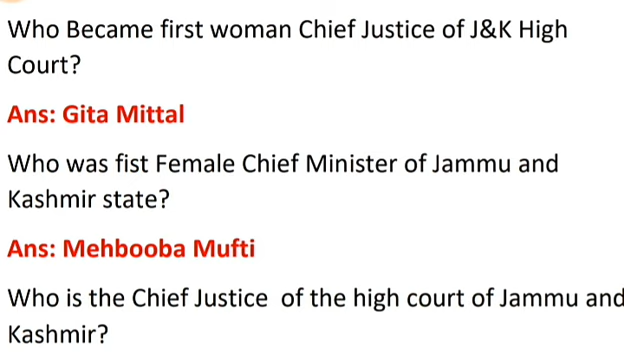 Who Became first woman Chief Justice of J&K High
Court?
Ans: Gita Mittal
Who was fist Female Chief Minister of Jammu and
Kashmir state?
Ans: Mehbooba Mufti
Who is the Chief Justice  of the high court of Jammu and
Kashmir?